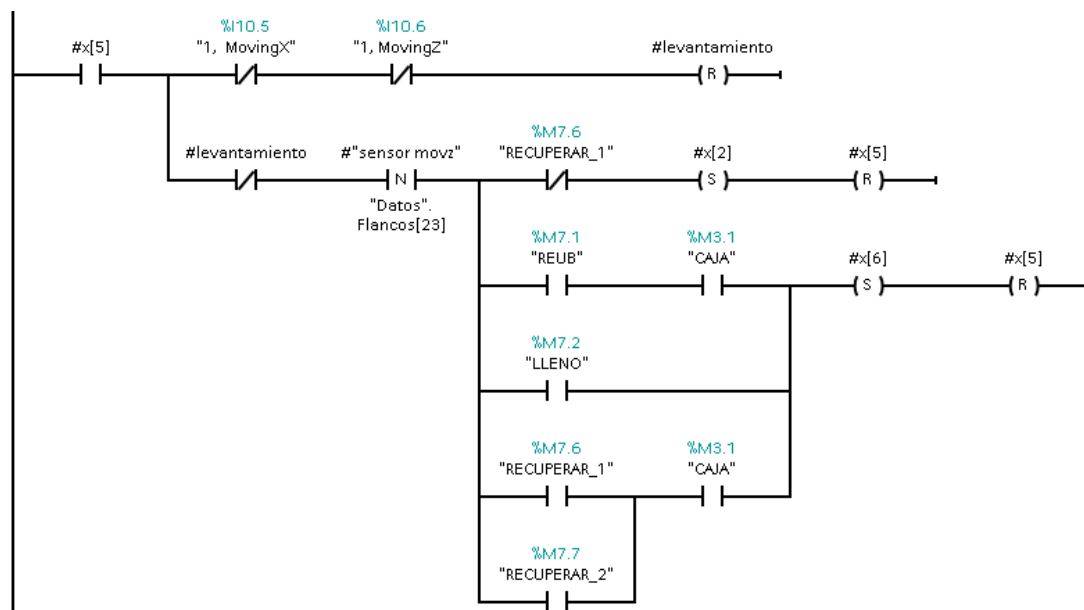 %I10.5 %I10.6
#x[5] "1, MovingX" "1, MovingZ" #levantamiento
R
%M7.6
#levantamiento #"sensor movz" "RECUPERAR_1" #x[2] #x[5]
N S R
"Datos".
Flancos[23]
%M7.1 %M3.1
"REUB" "CAJA" #x[6] #x[5]
S R
%M7.2
"LLENO"
%M7.6 %M3.1
"RECUPERAR_1" "CAJA"
%M7.7
"RECUPERAR_2"